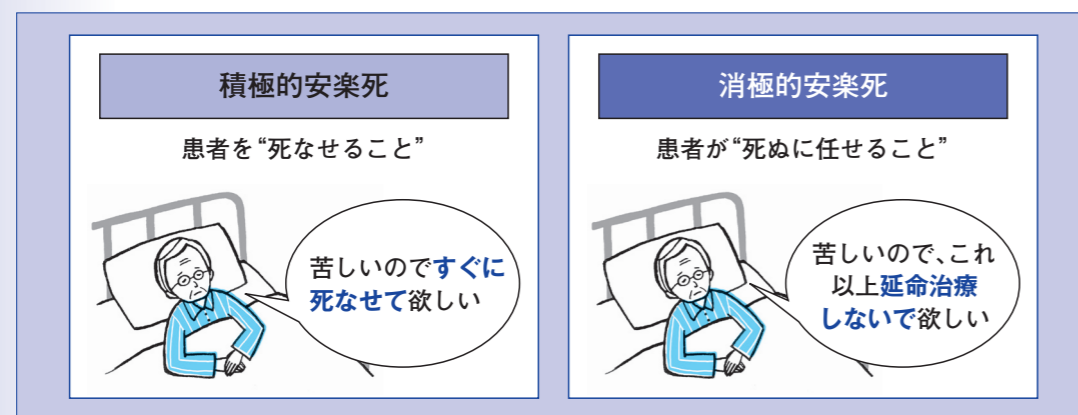 積極的安楽死
患者を“死なせること”
苦しいのですぐに
死なせて欲しい
消極的安楽死
患者が“死ぬに任せること”
苦しいので、これ
以上延命治療
しないで欲しい